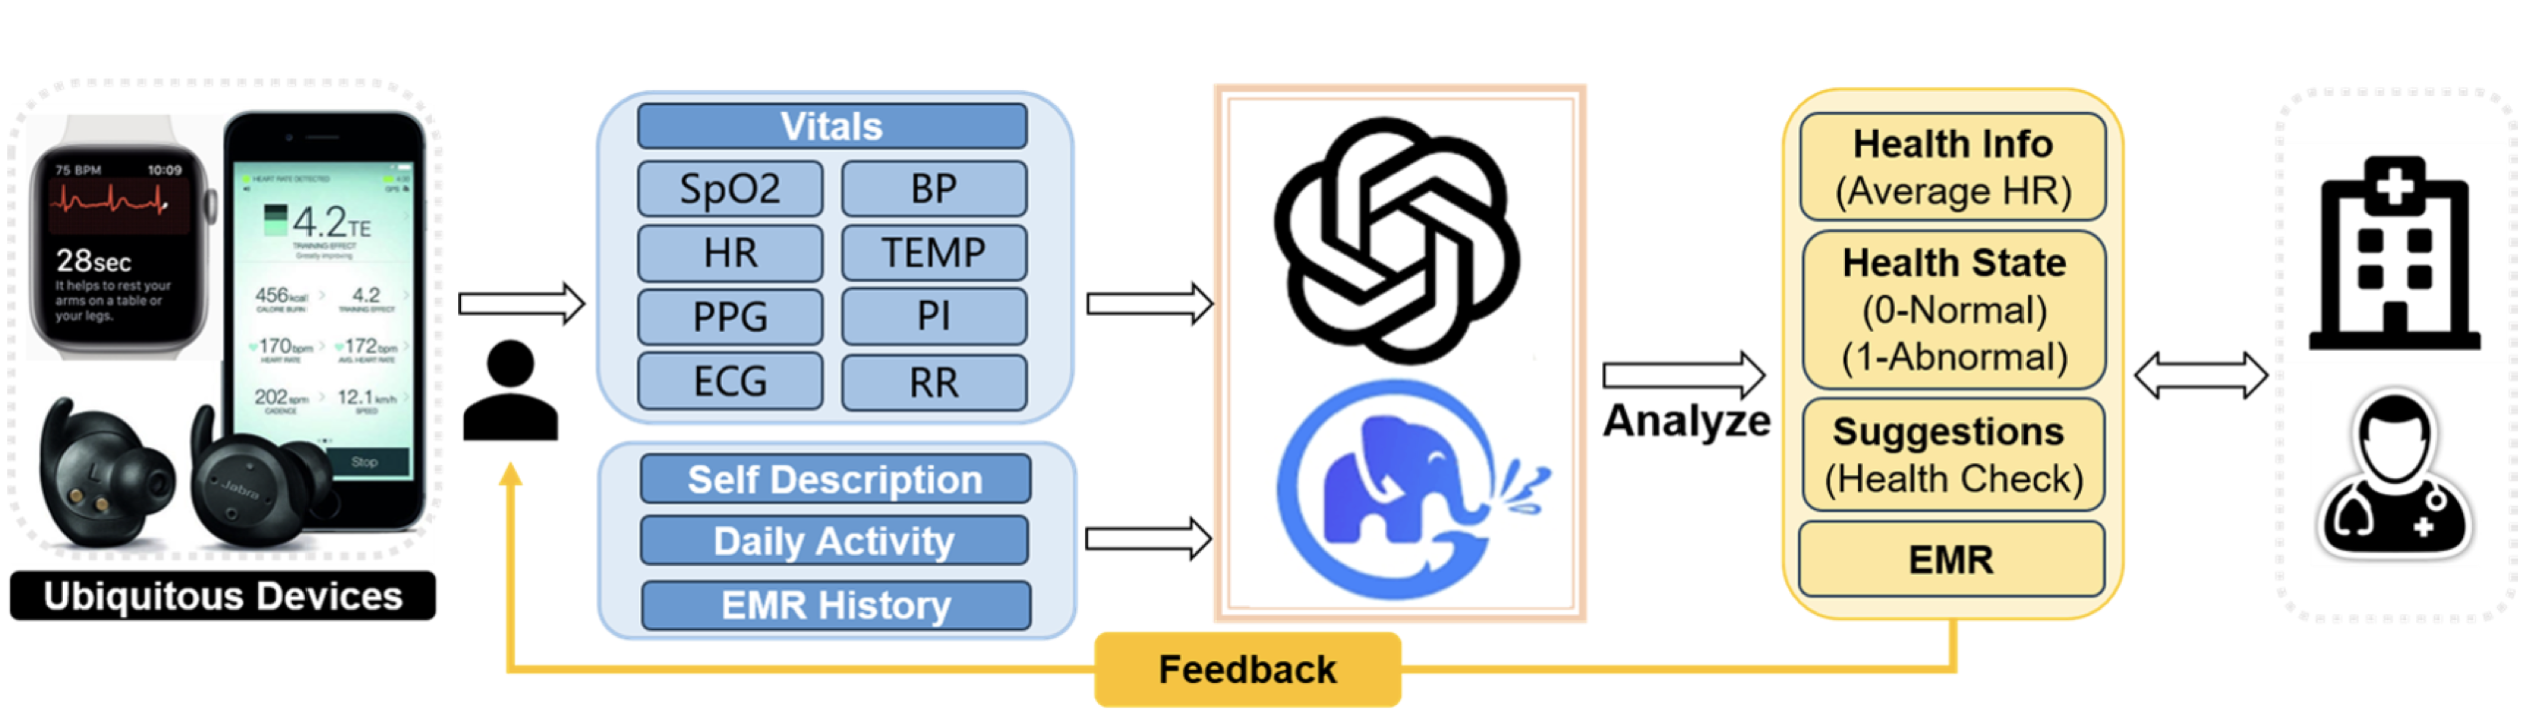 75 BPM 10:09
28sec
It helps to rest your
arms on a table or
your legs.
HEART RATE DETECTED
4.2TE
TRAINING EFFECT
Greatly improving
456kcal 4.2
CALORIE BURN TRAINING EFFECT
170bpm 172bpm
HEART RATE AVG. HEART RATE
202spm 12.1km/h
CADENCE SPEED
Stop
L
Jabra
Ubiquitous Devices
Vitals
SpO2 BP
HR TEMP
PPG PI
ECG RR
Self Description
Daily Activity
EMR History
Analyze
Health Info
(Average HR)
Health State
(0-Normal)
(1-Abnormal)
Suggestions
(Health Check)
EMR
Feedback